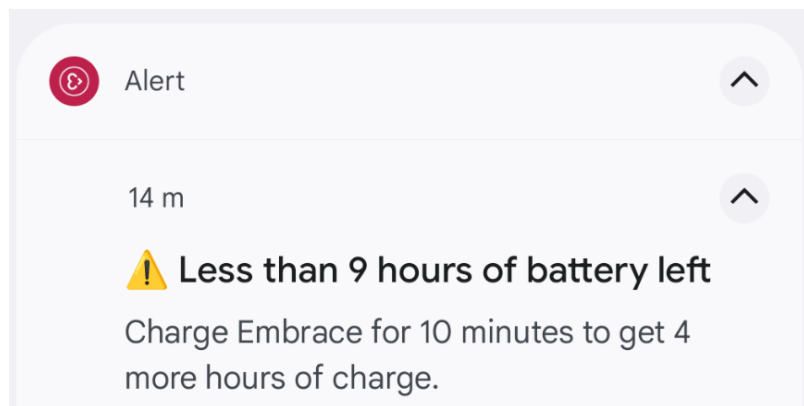 Alert
14 m
⚠️ Less than 9 hours of battery left
Charge Embrace for 10 minutes to get 4
more hours of charge.